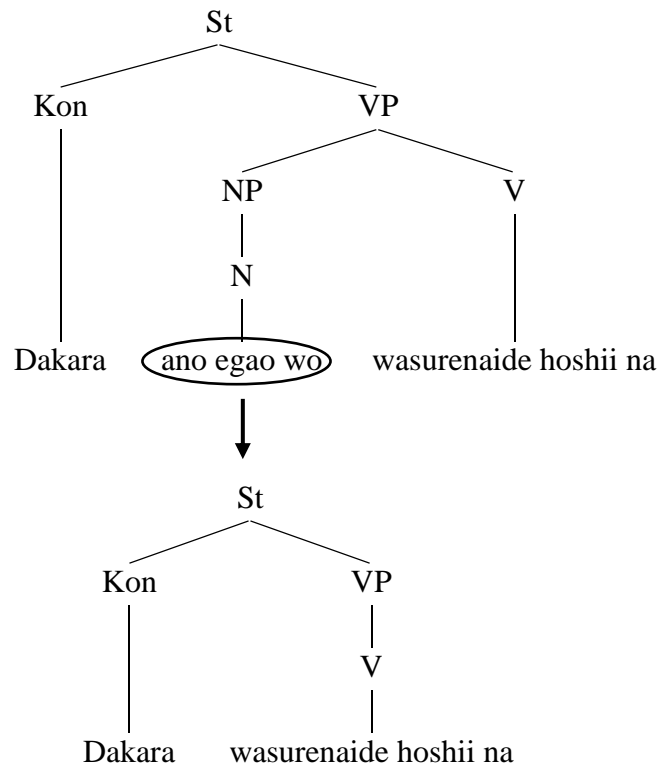 St
Kon VP
NP V
N
Dakara ano egao wo wasurenaide hoshii na
St
Kon VP
V
Dakara wasurenaide hoshii na